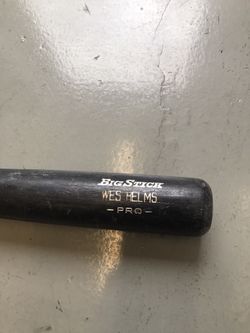 BIG STICK
WES HELMS
-PRO-